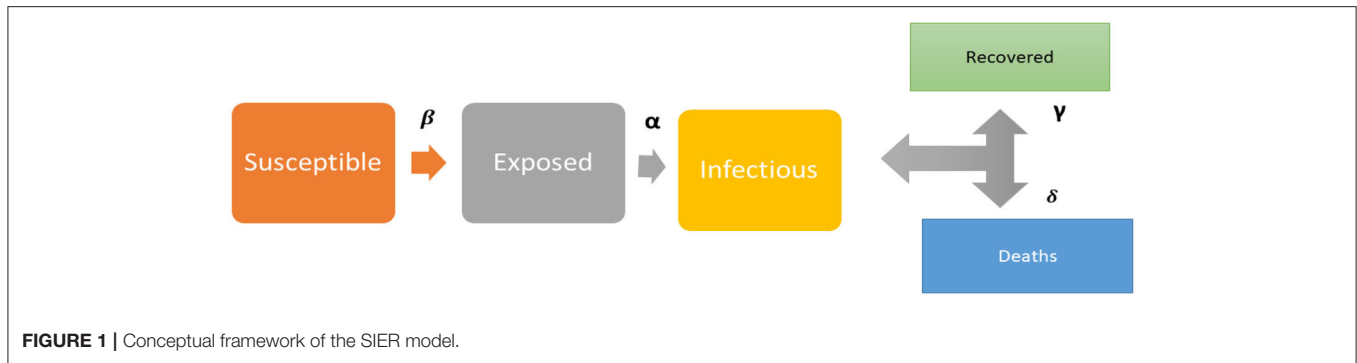 Recovered
β
α
γ
Susceptible
Exposed
Infectious
δ
Deaths
FIGURE 1 | Conceptual framework of the SIER model.